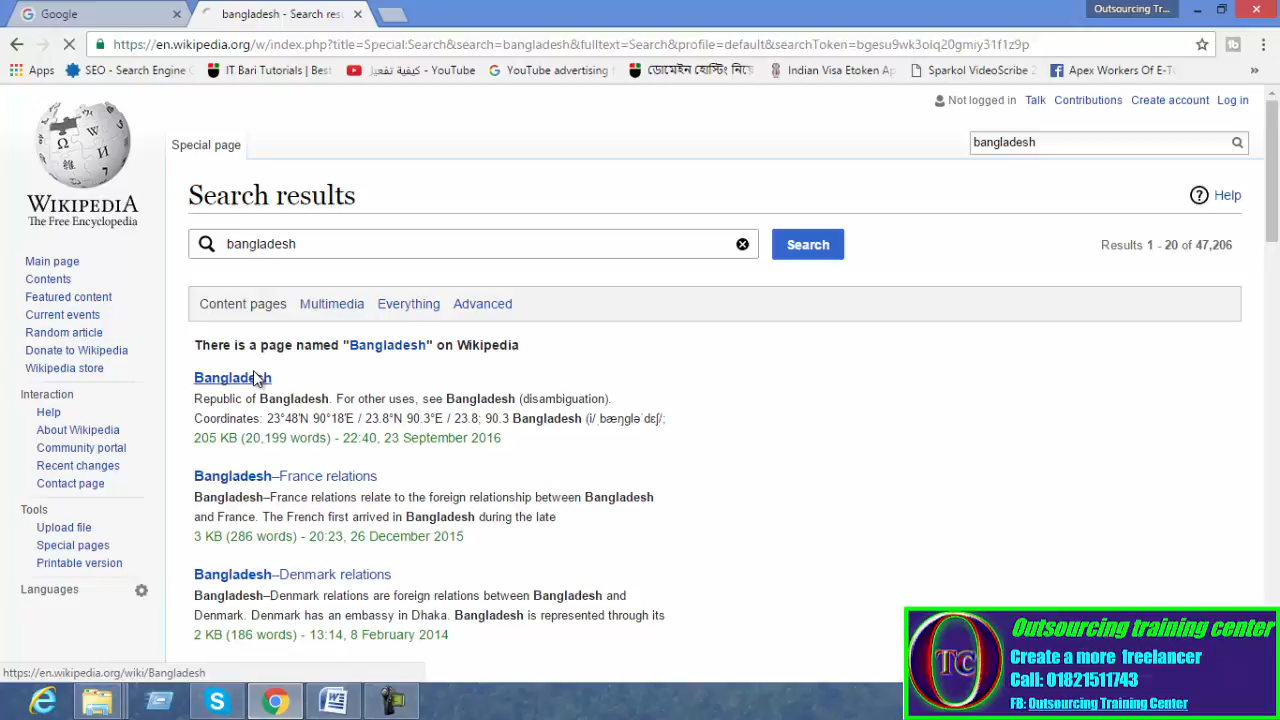 Google
bangladesh - Search res
Outsourcing Tr...
https://en.wikipedia.org/w/index.php?title=Special:Search&search=bangladesh&fulltext=Search&profile=default&searchToken=bgesu9wk3olq20gmiy31f1z9p
Apps
SEO - Search Engine
IT Bari Tutorials | Best
كيفية تفعيل - YouTube
YouTube advertising
ডোমেইন হোস্টিং নিয়ে
Indian Visa Etoken Ap
Sparkol VideoScribe 2
Apex Workers Of E-T
Not logged in Talk Contributions Create account Log in
Special page
bangladesh
WIKIPEDIA
The Free Encyclopedia
Main page
Contents
Featured content
Current events
Random article
Donate to Wikipedia
Wikipedia store
Interaction
Help
About Wikipedia
Community portal
Recent changes
Contact page
Tools
Upload file
Special pages
Printable version
Languages
Search results
Help
bangladesh
Search
Results 1 - 20 of 47,206
Content pages Multimedia Everything Advanced
There is a page named "Bangladesh" on Wikipedia
Bangladesh
Republic of Bangladesh. For other uses, see Bangladesh (disambiguation).
Coordinates: 23°48′N 90°18′E / 23.8°N 90.3°E / 23.8; 90.3 Bangladesh (i/ˌbæŋɡləˈdɛʃ/;
205 KB (20,199 words) - 22:40, 23 September 2016
Bangladesh–France relations
Bangladesh–France relations relate to the foreign relationship between Bangladesh
and France. The French first arrived in Bangladesh during the late
3 KB (286 words) - 20:23, 26 December 2015
Bangladesh–Denmark relations
Bangladesh–Denmark relations are foreign relations between Bangladesh and
Denmark. Denmark has an embassy in Dhaka. Bangladesh is represented through its
2 KB (186 words) - 13:14, 8 February 2014
https://en.wikipedia.org/wiki/Bangladesh
OTC
Outsourcing training center
Create a more freelancer
Call: 01821511743
FB: Outsourcing Training Center